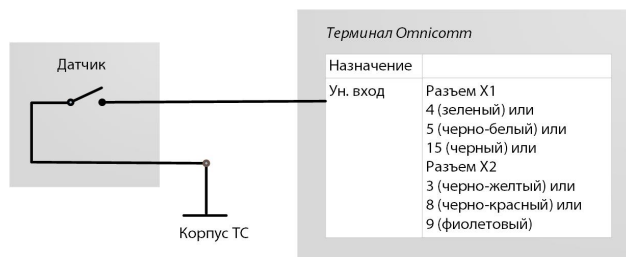 Терминал Omnicomm
Датчик
Назначение
Ун. вход
Разъем X1
4 (зеленый) или
5 (черно-белый) или
15 (черный) или
Разъем X2
3 (черно-желтый) или
8 (черно-красный) или
9 (фиолетовый)
Корпус ТС